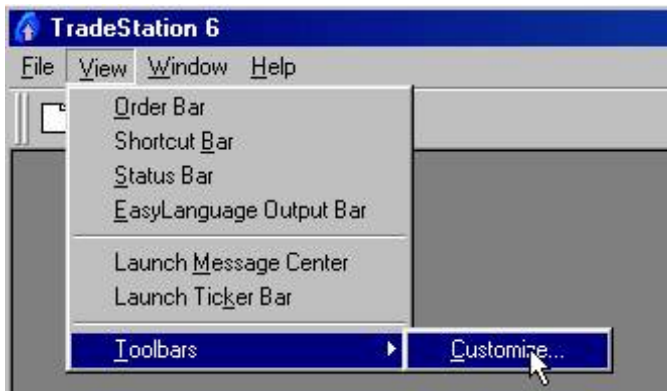 TradeStation 6
File View Window Help
Order Bar
Shortcut Bar
Status Bar
EasyLanguage Output Bar
Launch Message Center
Launch Ticker Bar
Toolbars Customize...